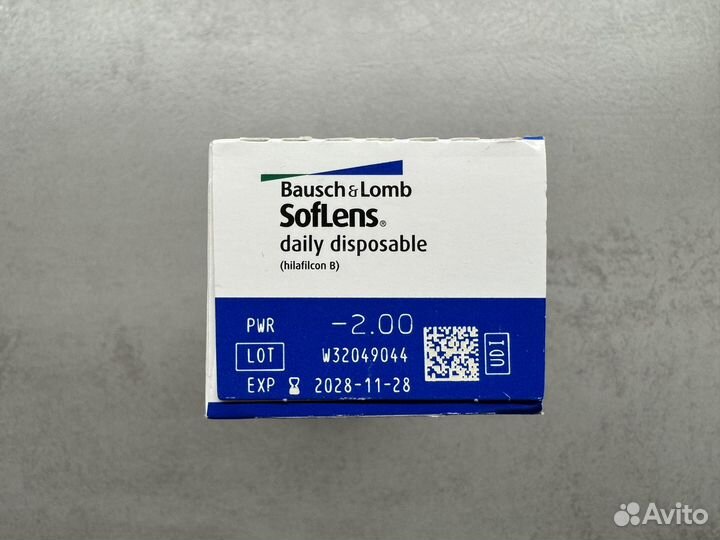 Bausch & Lomb
SofLens®
daily disposable
(hilafilcon B)
PWR -2.00
LOT W32049044
EXP 2028-11-28
UDI
Avito